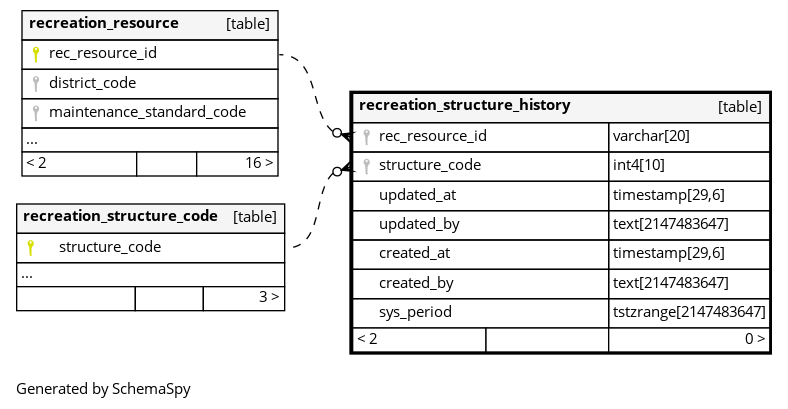 recreation_resource [table]
rec_resource_id
district_code
maintenance_standard_code
...
< 2 16 >
recreation_structure_code [table]
structure_code
...
3 >
recreation_structure_history [table]
rec_resource_id varchar[20]
structure_code int4[10]
updated_at timestamp[29,6]
updated_by text[2147483647]
created_at timestamp[29,6]
created_by text[2147483647]
sys_period tstzrange[2147483647]
< 2 0 >
Generated by SchemaSpy